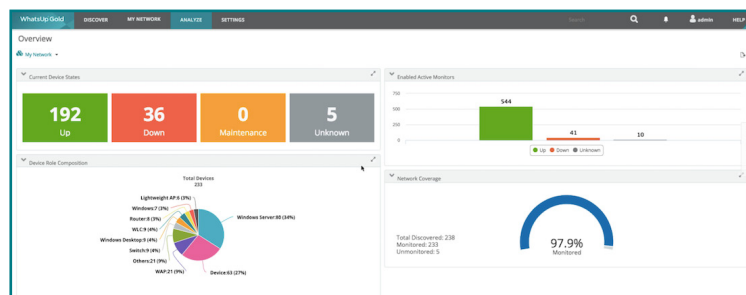 WhatsUp Gold DISCOVER MY NETWORK ANALYZE SETTINGS Search admin HELP
Overview
My Network
Current Device States
192
Up
36
Down
0
Maintenance
5
Unknown
Enabled Active Monitors
750
500
250
0
544
41
10
Up Down Unknown
Device Role Composition
Total Devices
233
Lightweight AP:6 (3%)
Windows:7 (3%)
Router:8 (3%)
WLC:9 (4%)
Windows Desktop:9 (4%)
Switch:9 (4%)
Others:21 (9%)
WAP:21 (9%)
Device:63 (27%)
Windows Server:80 (34%)
Network Coverage
Total Discovered: 238
Monitored: 233
Unmonitored: 5
97.9%
Monitored